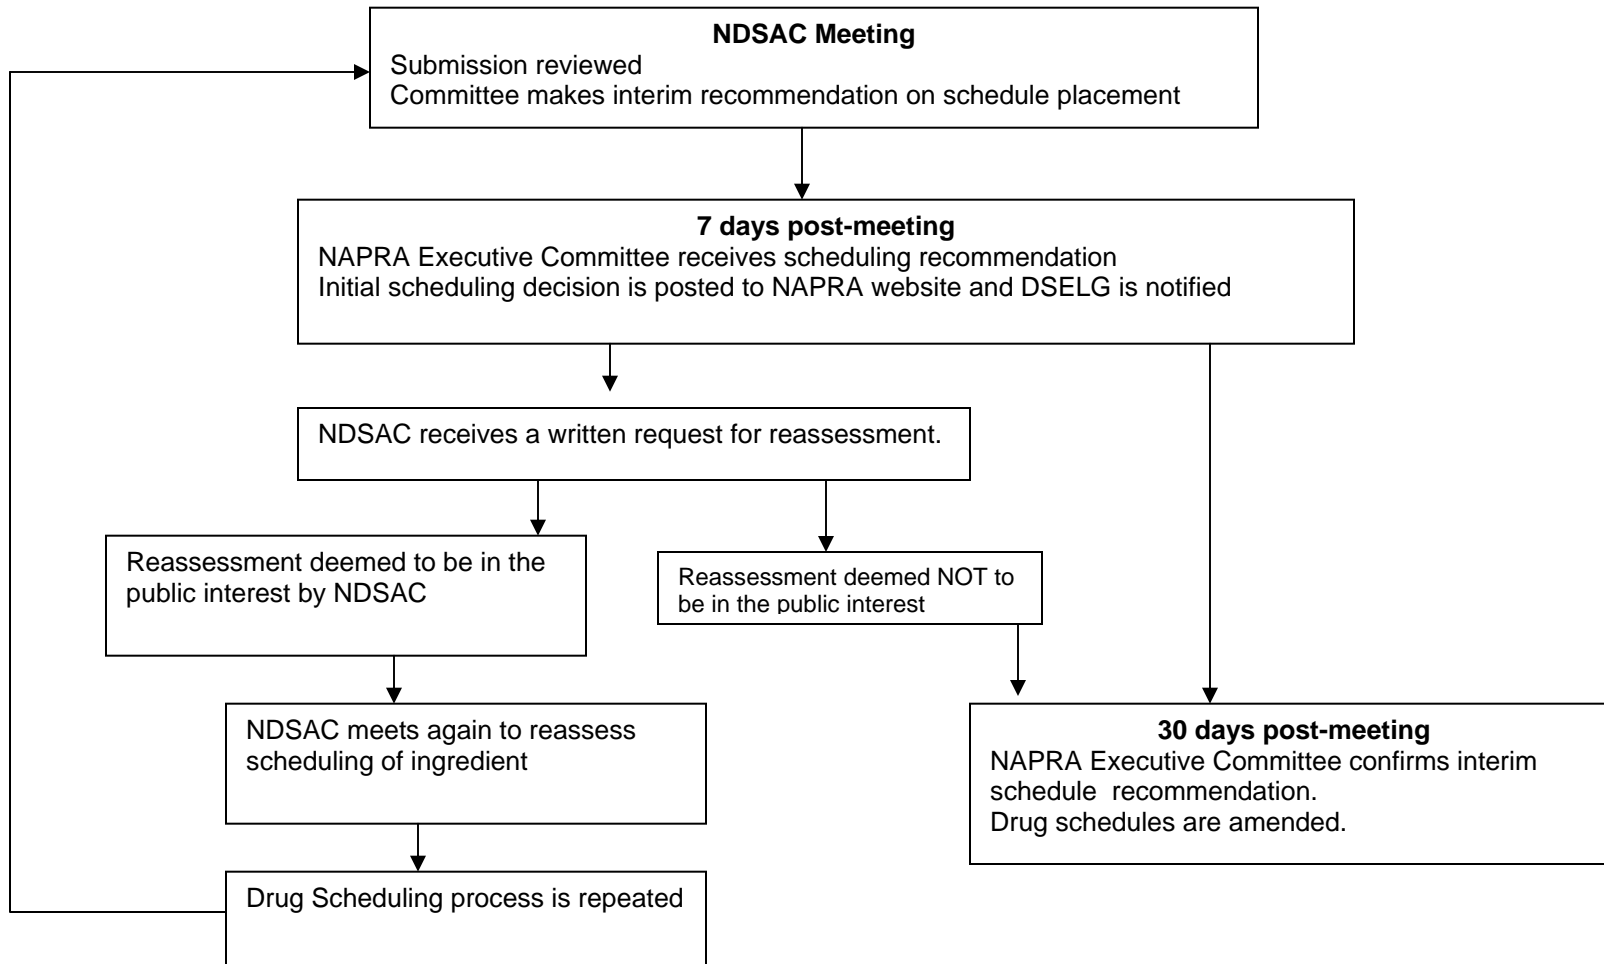 NDSAC Meeting
Submission reviewed
Committee makes interim recommendation on schedule placement
7 days post-meeting
NAPRA Executive Committee receives scheduling recommendation
Initial scheduling decision is posted to NAPRA website and DSELG is notified
NDSAC receives a written request for reassessment.
Reassessment deemed to be in the
public interest by NDSAC
Reassessment deemed NOT to
be in the public interest
NDSAC meets again to reassess
scheduling of ingredient
30 days post-meeting
NAPRA Executive Committee confirms interim
schedule recommendation.
Drug schedules are amended.
Drug Scheduling process is repeated